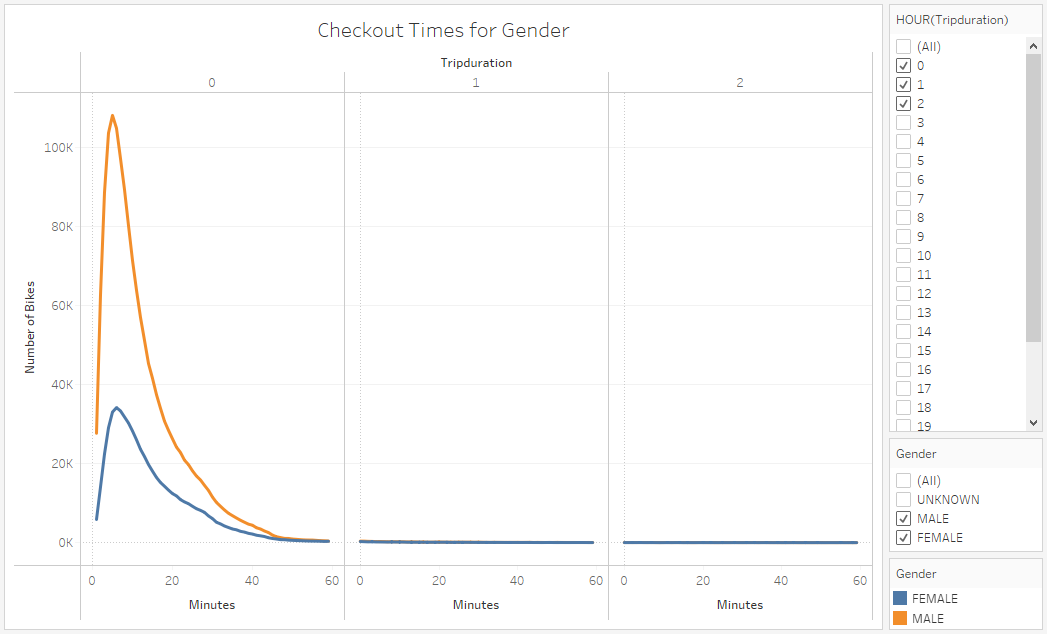 Checkout Times for Gender
Tripduration
0 1 2
100K
80K
60K
40K
20K
0K
Number of Bikes
0 20 40 60 0 20 40 60 0 20 40 60
Minutes Minutes Minutes
HOUR(Tripduration)
(All)
0
1
2
3
4
5
6
7
8
9
10
11
12
13
14
15
16
17
18
19
Gender
(All)
UNKNOWN
MALE
FEMALE
Gender
FEMALE
MALE